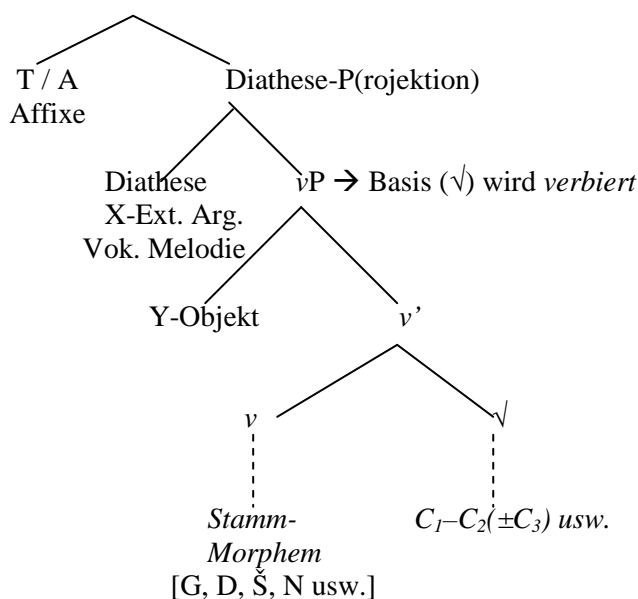 T / A Diathese-P(rojektion)
Affixe
Diathese vP → Basis (√) wird verbiert
X-Ext. Arg.
Vok. Melodie
Y-Objekt v’
v √
Stamm- C1–C2(±C3) usw.
Morphem
[G, D, Š, N usw.]